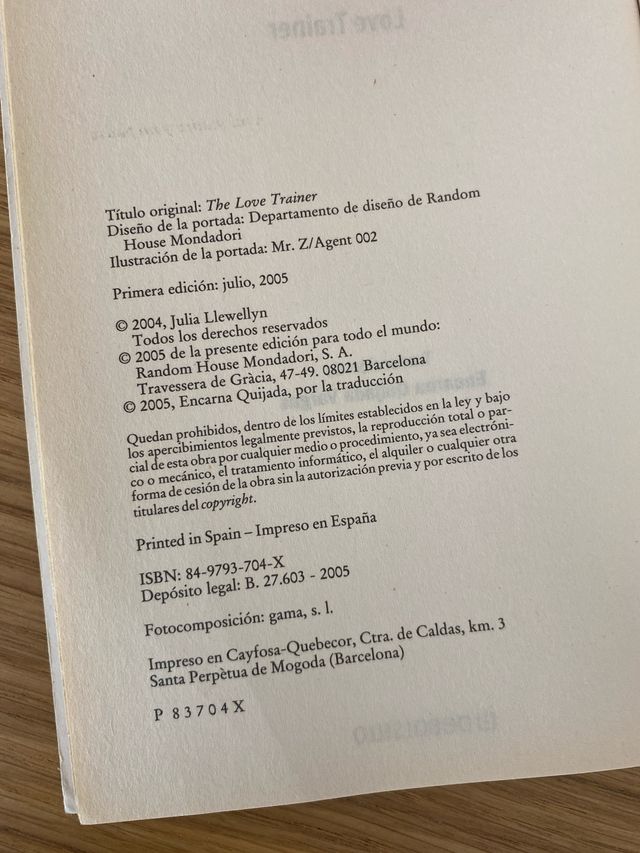 Título original: The Love Trainer
Diseño de la portada: Departamento de diseño de Random
House Mondadori
Ilustración de la portada: Mr. Z/Agent 002
Primera edición: julio, 2005
© 2004, Julia Llewellyn
Todos los derechos reservados
© 2005 de la presente edición para todo el mundo:
Random House Mondadori, S. A.
Travessera de Gràcia, 47-49. 08021 Barcelona
© 2005, Encarna Quijada, por la traducción
Quedan prohibidos, dentro de los límites establecidos en la ley y bajo
los apercibimientos legalmente previstos, la reproducción total o par-
cial de esta obra por cualquier medio o procedimiento, ya sea electróni-
co o mecánico, el tratamiento informático, el alquiler o cualquier otra
forma de cesión de la obra sin la autorización previa y por escrito de los
titulares del copyright.
Printed in Spain – Impreso en España
ISBN: 84-9793-704-X
Depósito legal: B. 27.603 - 2005
Fotocomposición: gama, s. l.
Impreso en Cayfosa-Quebecor, Ctra. de Caldas, km. 3
Santa Perpètua de Mogoda (Barcelona)
P 83704X